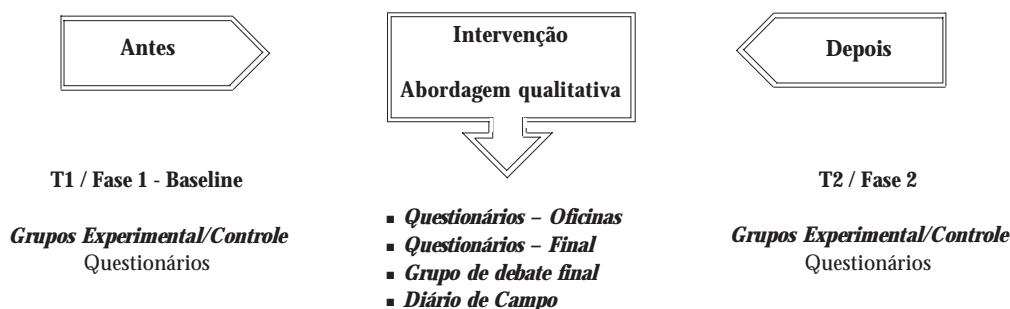 Antes
Intervenção
Abordagem qualitativa
Depois
T1 / Fase 1 - Baseline
Grupos Experimental/Controle
Questionários
▪ Questionários – Oficinas
▪ Questionários – Final
▪ Grupo de debate final
▪ Diário de Campo
T2 / Fase 2
Grupos Experimental/Controle
Questionários